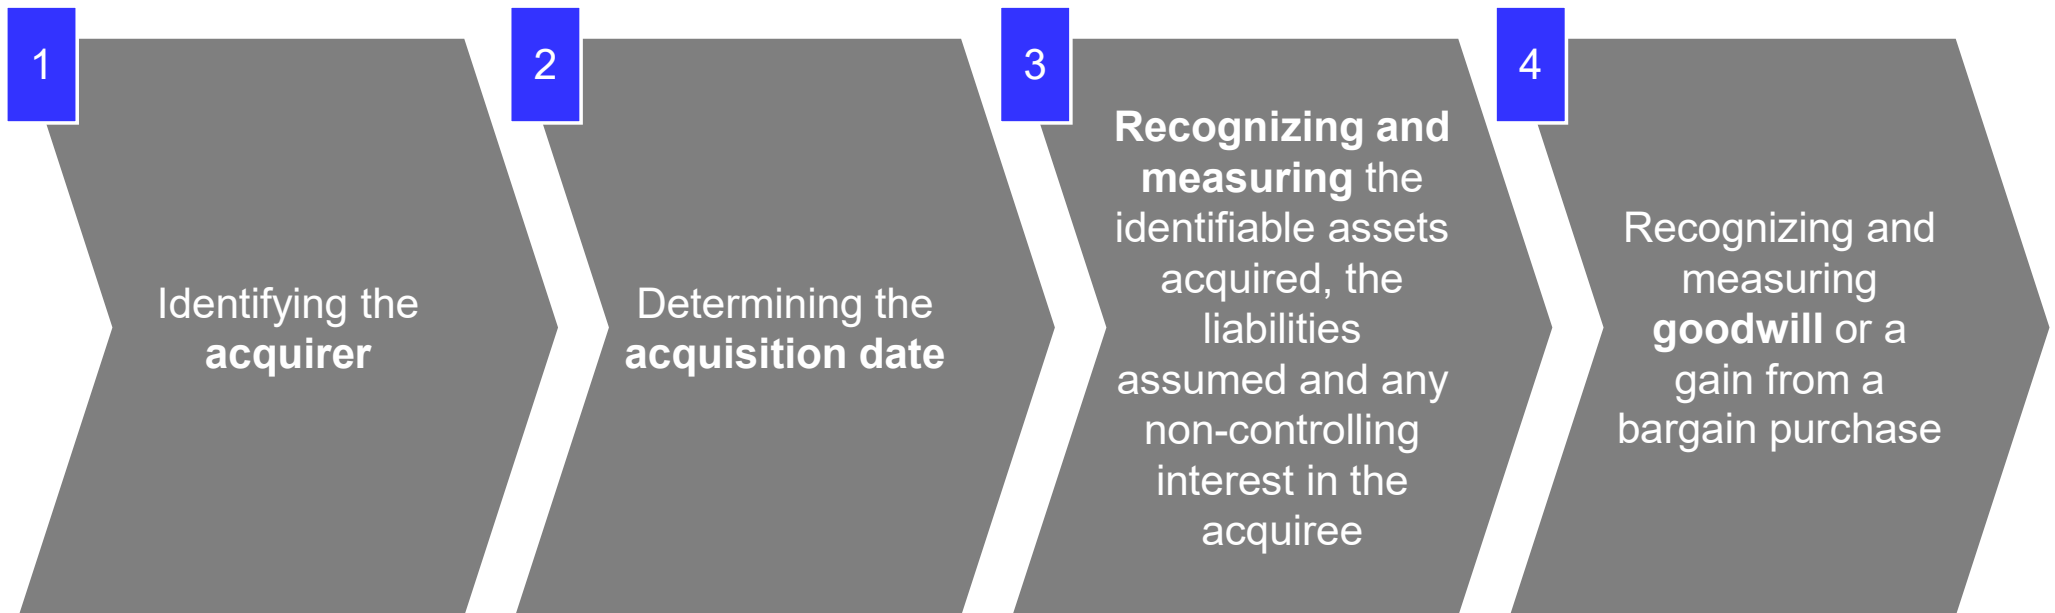 1
Identifying the
acquirer
2
Determining the
acquisition date
3
Recognizing and
measuring the
identifiable assets
acquired, the
liabilities
assumed and any
non-controlling
interest in the
acquiree
4
Recognizing and
measuring
goodwill or a
gain from a
bargain purchase